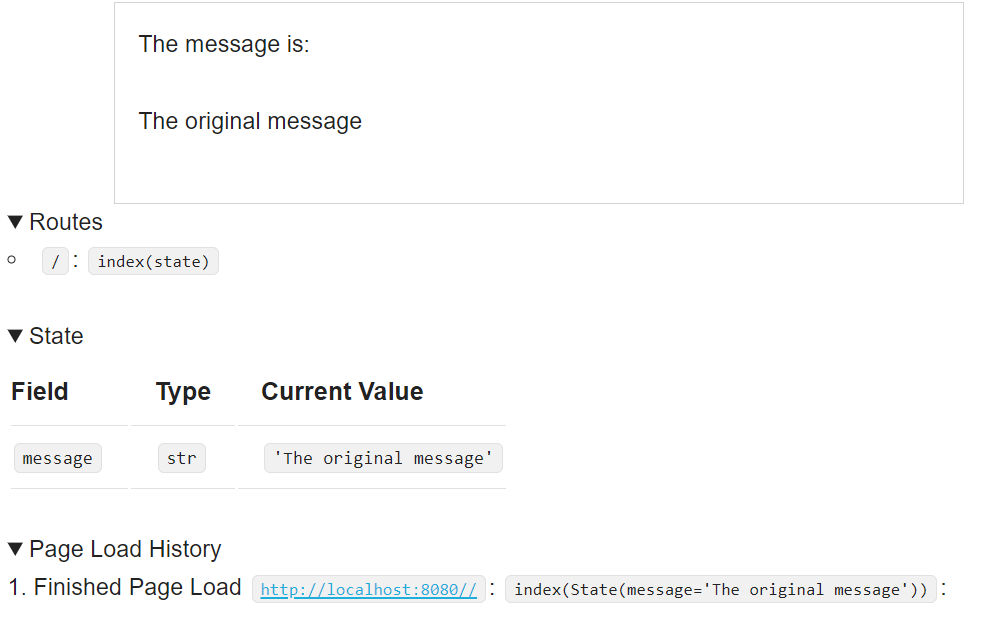 The message is:
The original message
Routes
/ : index(state)
State
Field Type Current Value
message str 'The original message'
Page Load History
1. Finished Page Load http://localhost:8080// : index(State(message='The original message')) :